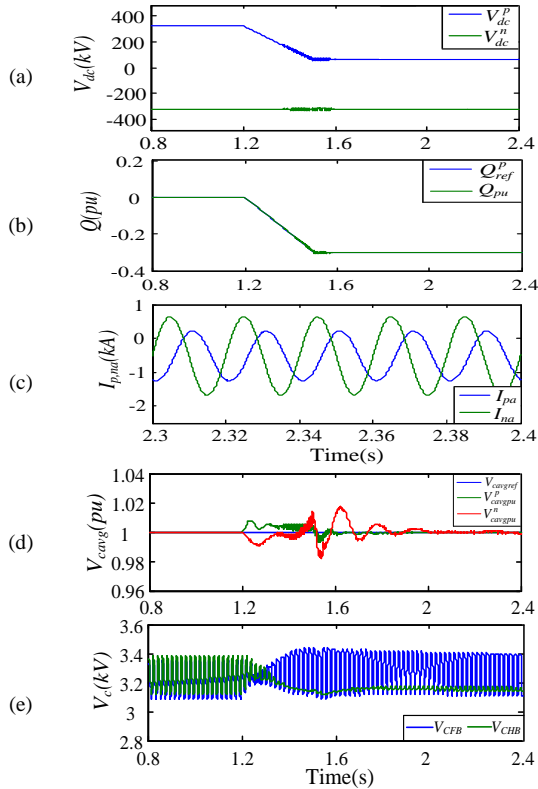 (a)
V_dc(kV)
400
200
0
-200
-400
V_dc^p
V_dc^n
0.8 1.2 1.6 2 2.4
(b)
Q(pu)
0.2
0
-0.2
-0.4
Q_ref^p
Q_pu
0.8 1.2 1.6 2 2.4
(c)
I_p,na(kA)
1
0
-1
-2
I_pa
I_na
2.3 2.32 2.34 2.36 2.38 2.4
Time(s)
(d)
V_cavg(pu)
1.04
1.02
1
0.98
0.96
V_cavgref
V_cavgpu^p
V_cavgpu^n
0.8 1.2 1.6 2 2.4
(e)
V_c(kV)
3.6
3.4
3.2
3
2.8
V_CFB V_CHB
0.8 1.2 1.6 2 2.4
Time(s)